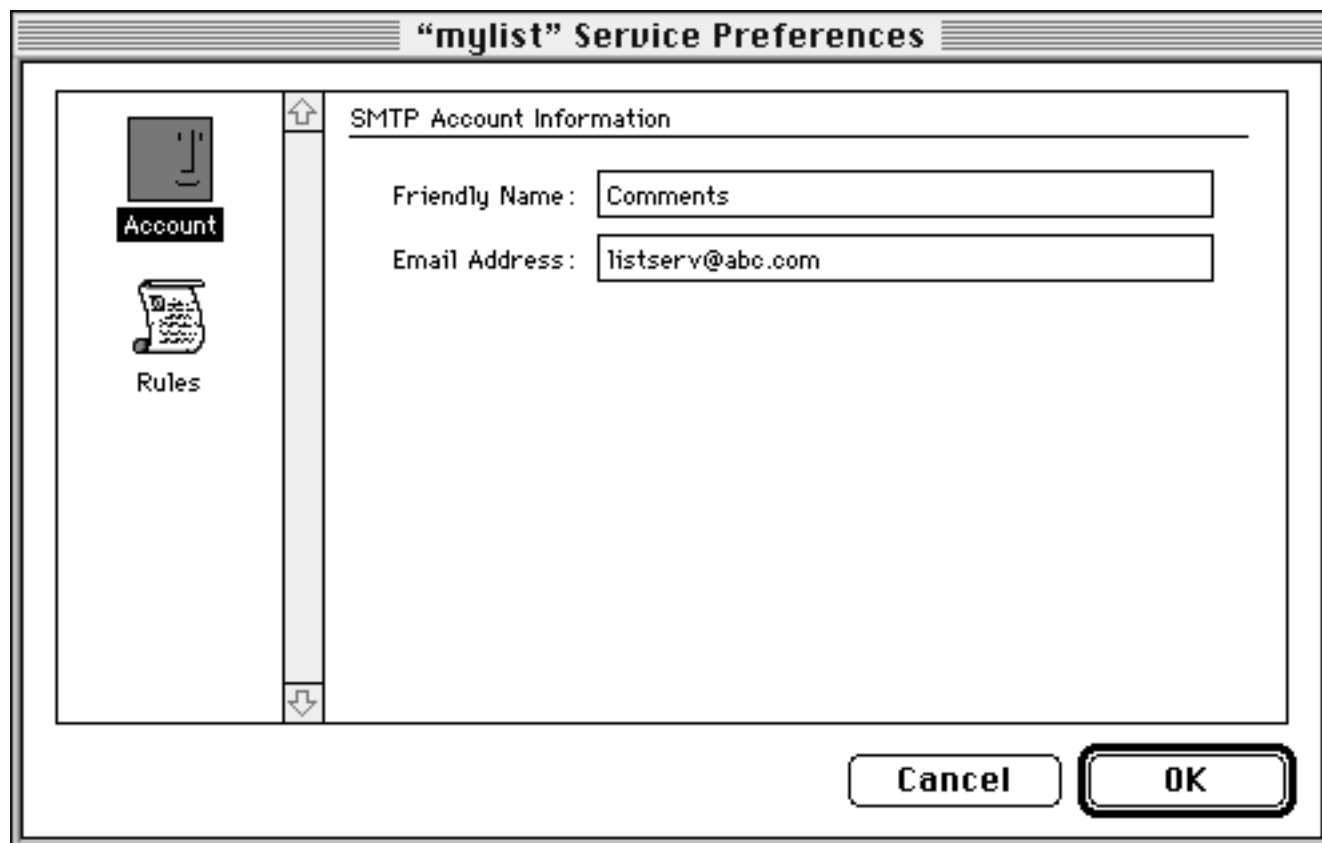 “mylist” Service Preferences
Account
Rules
SMTP Account Information
Friendly Name: Comments
Email Address: listserv@abc.com
Cancel OK